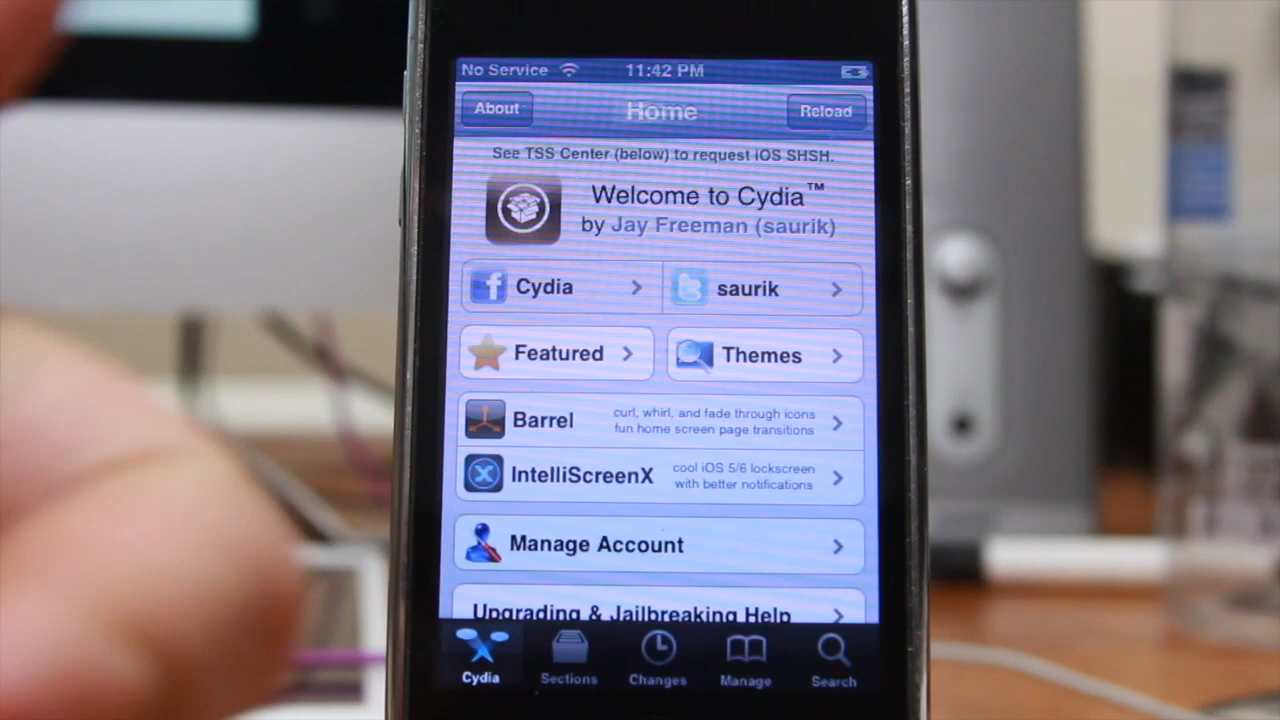 No Service 11:42 PM
About Home Reload
See TSS Center (below) to request iOS SHSH.
Welcome to Cydia™
by Jay Freeman (saurik)
Cydia saurik
Featured Themes
Barrel curl, whirl, and fade through icons
fun home screen page transitions
IntelliScreenX cool iOS 5/6 lockscreen
with better notifications
Manage Account
Upgrading & Jailbreaking Help
Cydia Sections Changes Manage Search